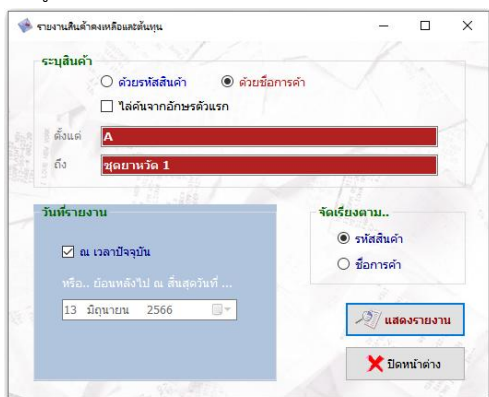 รายงานสินค้าคงเหลือและต้นทุน
ระบุสินค้า
ด้วยรหัสสินค้า ด้วยชื่อการค้า
ไล่ค้นจากอักษรตัวแรก
ตั้งแต่ A
ถึง ชุดยาหวัด 1
วันที่รายงาน
ณ เวลาปัจจุบัน
หรือ.. ย้อนหลังไป ณ สิ้นสุดวันที่ ...
13 มิถุนายน 2566
จัดเรียงตาม..
รหัสสินค้า
ชื่อการค้า
แสดงรายงาน
ปิดหน้าต่าง